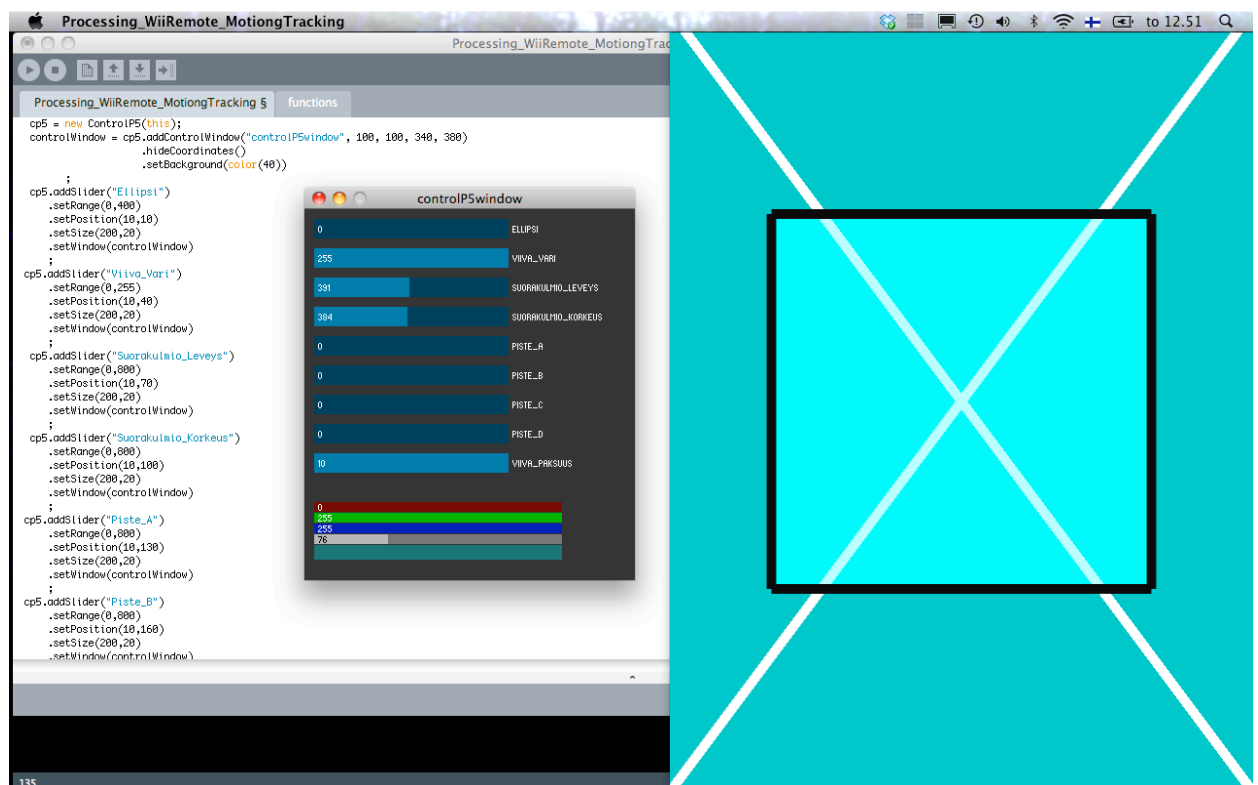 Processing_WiiRemote_MotiongTracking
to 12.51
Processing_WiiRemote_MotiongTrac
Processing_WiiRemote_MotiongTracking §
functions
cp5 = new ControlP5(this);
controlWindow = cp5.addControlWindow("controlP5window", 100, 100, 340, 380)
.hideCoordinates()
.setBackground(color(40))
;
cp5.addSlider("Ellipsi")
.setRange(0,400)
.setPosition(10,10)
.setSize(200,20)
.setWindow(controlWindow)
;
cp5.addSlider("Viiva_Vari")
.setRange(0,255)
.setPosition(10,40)
.setSize(200,20)
.setWindow(controlWindow)
;
cp5.addSlider("Suorakulmio_Leveys")
.setRange(0,800)
.setPosition(10,70)
.setSize(200,20)
.setWindow(controlWindow)
;
cp5.addSlider("Suorakulmio_Korkeus")
.setRange(0,800)
.setPosition(10,100)
.setSize(200,20)
.setWindow(controlWindow)
;
cp5.addSlider("Piste_A")
.setRange(0,800)
.setPosition(10,130)
.setSize(200,20)
.setWindow(controlWindow)
;
cp5.addSlider("Piste_B")
.setRange(0,800)
.setPosition(10,160)
.setSize(200,20)
.setWindow(controlWindow)
controlP5window
0 ELLIPSI
255 VIIVA_VARI
391 SUORAKULMIO_LEVEYS
384 SUORAKULMIO_KORKEUS
0 PISTE_A
0 PISTE_B
0 PISTE_C
0 PISTE_D
10 VIIVA_PAKSUUS
0
255
255
76
135